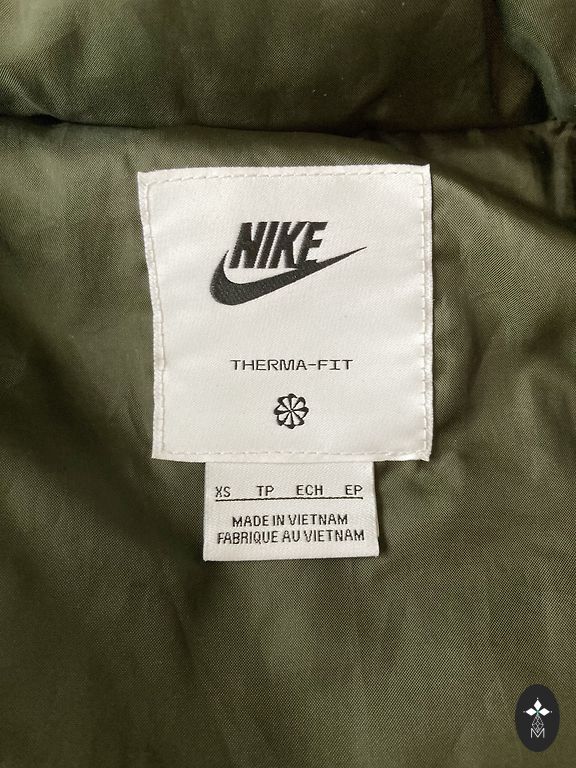 NIKE
THERMA-FIT
XS TP ECH EP
MADE IN VIETNAM
FABRIQUE AU VIETNAM